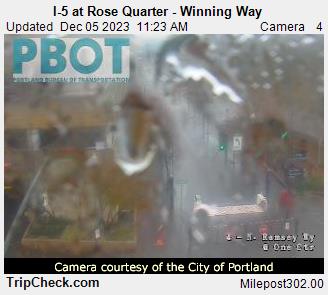 I-5 at Rose Quarter - Winning Way
Updated Dec 05 2023 11:23 AM Camera 4
PBOT
PORTLAND BUREAU OF TRANSPORTATION
4 - N. Ramsey Wy
@ One Ctr
Camera courtesy of the City of Portland
TripCheck.com Milepost302.00